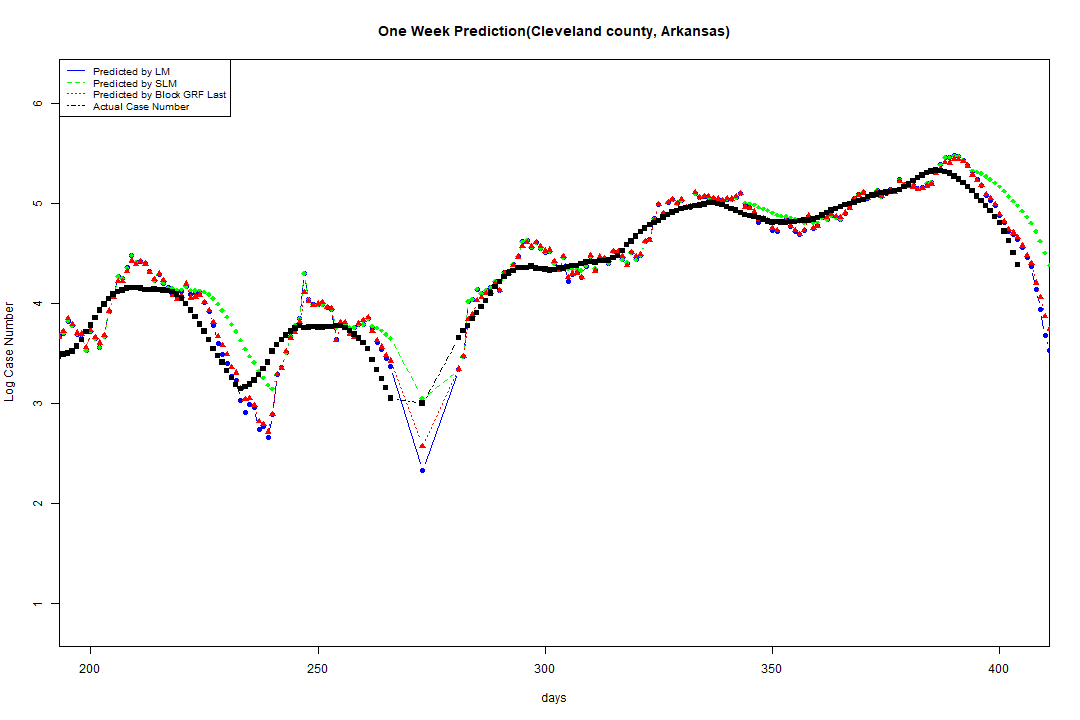 One Week Prediction(Cleveland county, Arkansas)
Predicted by LM
Predicted by SLM
Predicted by Block GRF Last
Actual Case Number
Log Case Number
6
5
4
3
2
1
200 250 300 350 400
days